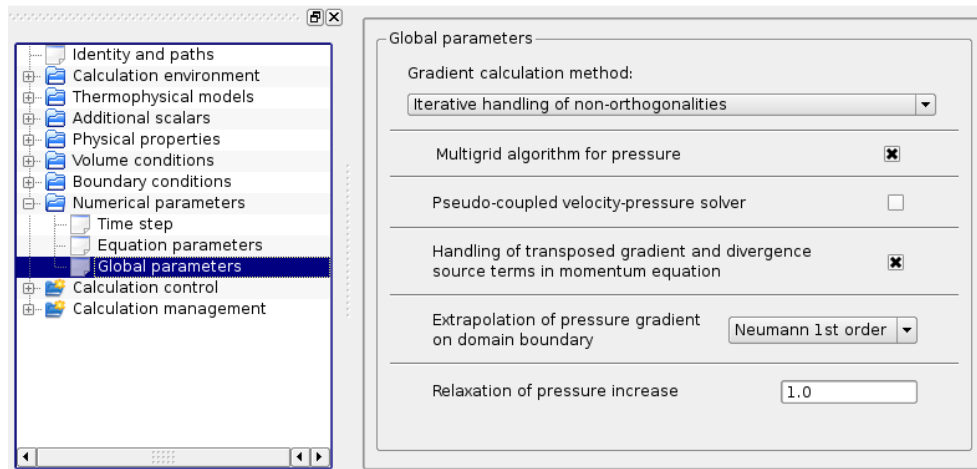 Identity and paths
Calculation environment
Thermophysical models
Additional scalars
Physical properties
Volume conditions
Boundary conditions
Numerical parameters
Time step
Equation parameters
Global parameters
Calculation control
Calculation management
Global parameters
Gradient calculation method:
Iterative handling of non-orthogonalities
Multigrid algorithm for pressure
Pseudo-coupled velocity-pressure solver
Handling of transposed gradient and divergence
source terms in momentum equation
Extrapolation of pressure gradient
on domain boundary
Neumann 1st order
Relaxation of pressure increase
1.0